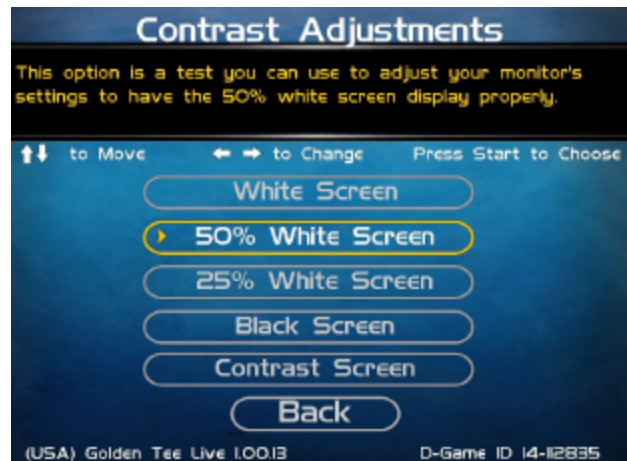 Contrast Adjustments
This option is a test you can use to adjust your monitor's
settings to have the 50% white screen display properly.
to Move to Change Press Start to Choose
White Screen
50% White Screen
25% White Screen
Black Screen
Contrast Screen
Back
(USA) Golden Tee Live 1.00.13 D-Game ID 14-112835